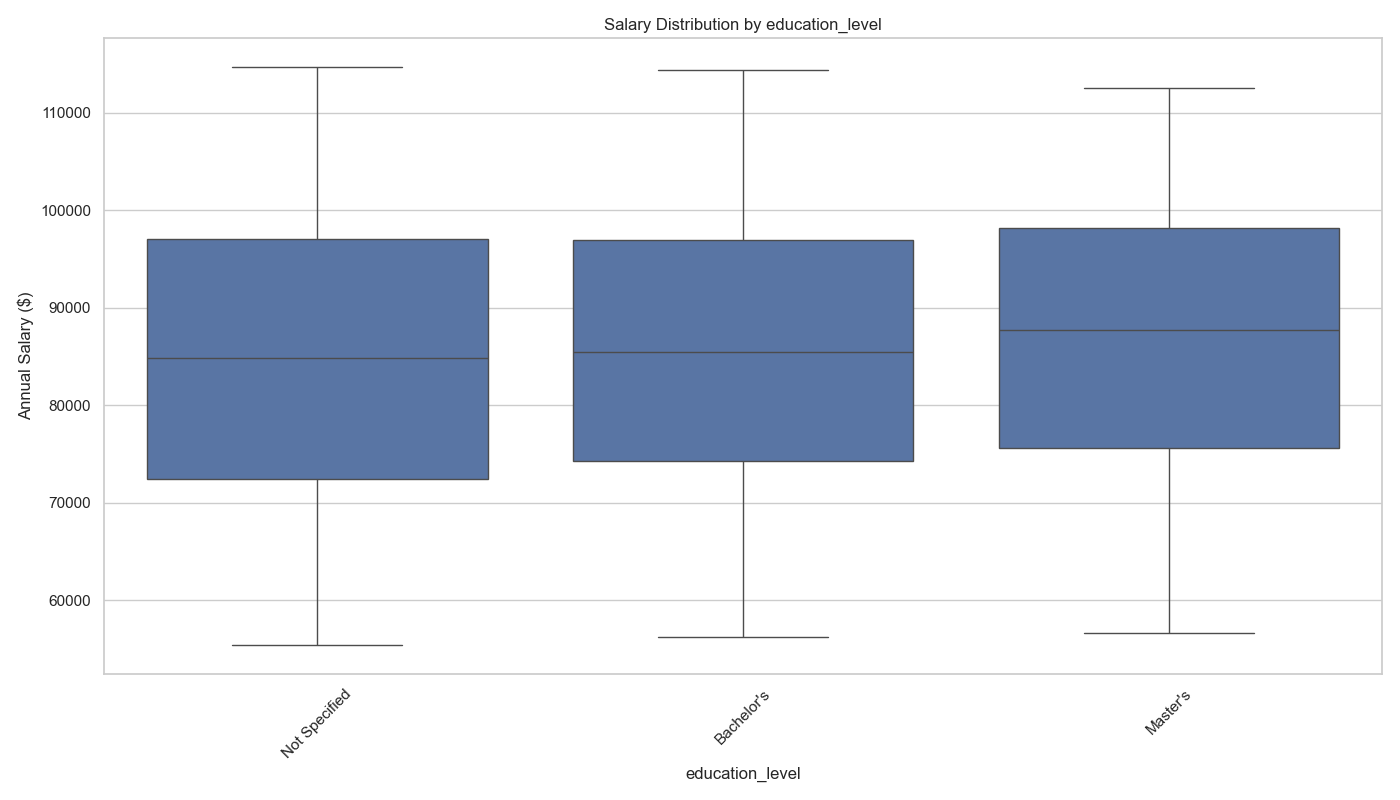 Salary Distribution by education_level
Annual Salary ($)
110000
100000
90000
80000
70000
60000
Not Specified
Bachelor's
Master's
education_level